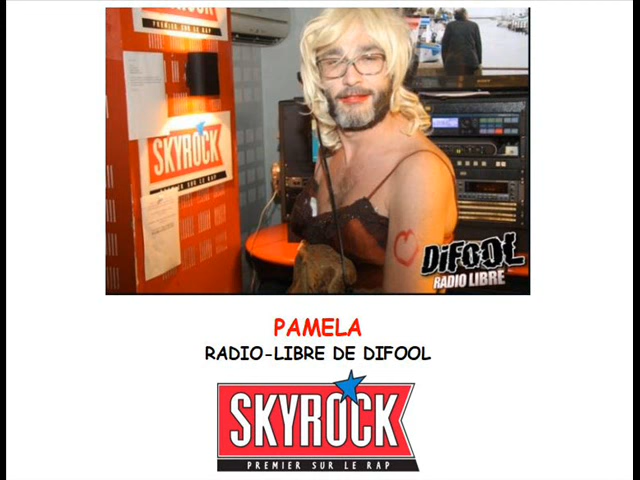 SKYROCK
PREMIER SUR LE RAP
SKYROCK
PREMIER SUR LE RAP
DiFOOL
RADIO LIBRE
PAMELA
RADIO-LIBRE DE DIFOOL
SKYROCK
PREMIER SUR LE RAP